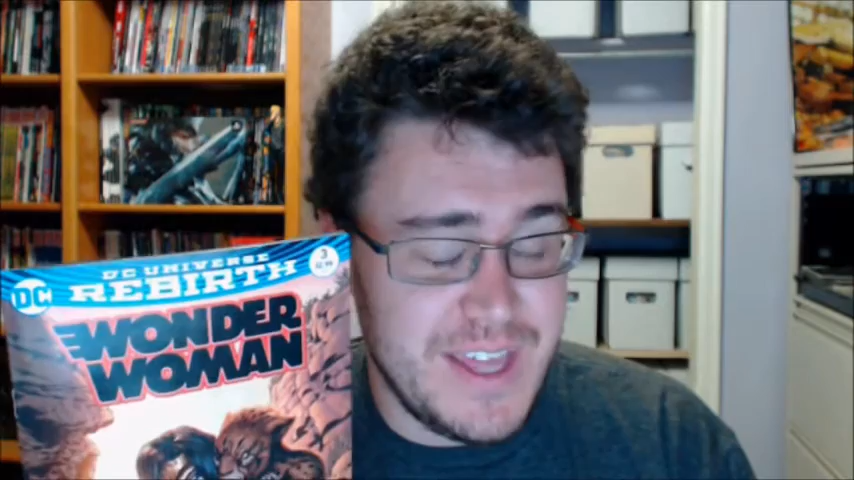 DC UNIVERSE
REBIRTH
3
DC
WONDER
WOMAN